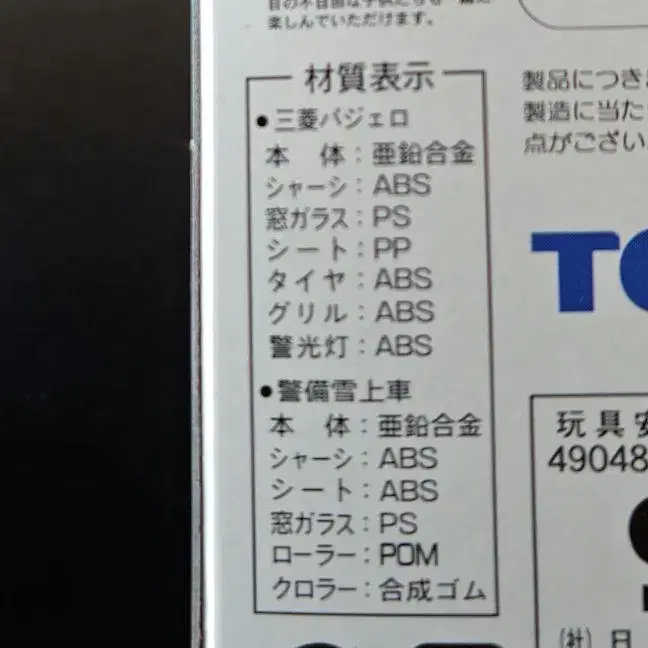 楽しんでいただけます。
材質表示
●三菱パジェロ
本　体：亜鉛合金
シャーシ：ABS
窓ガラス：PS
シート：PP
タイヤ：ABS
グリル：ABS
警光灯：ABS
●警備雪上車
本　体：亜鉛合金
シャーシ：ABS
シート：ABS
窓ガラス：PS
ローラー：POM
クロラー：合成ゴム
製品につき
製造に当た
点がござい
TO
玩具安
49048
(社) 日